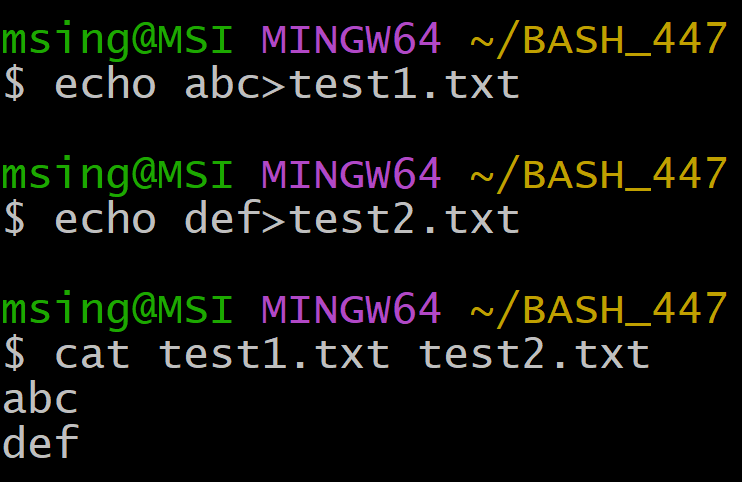 msing@MSI MINGW64 ~/BASH_447
$ echo abc>test1.txt
msing@MSI MINGW64 ~/BASH_447
$ echo def>test2.txt
msing@MSI MINGW64 ~/BASH_447
$ cat test1.txt test2.txt
abc
def